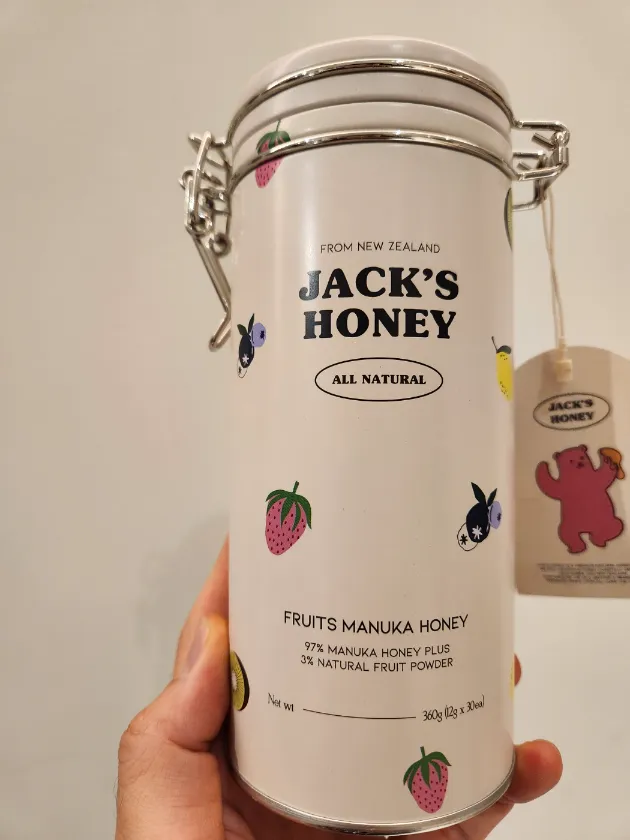 FROM NEW ZEALAND
JACK'S
HONEY
ALL NATURAL
FRUITS MANUKA HONEY
97% MANUKA HONEY PLUS
3% NATURAL FRUIT POWDER
Net wt 360g (12g x 30ea)
JACK'S
HONEY